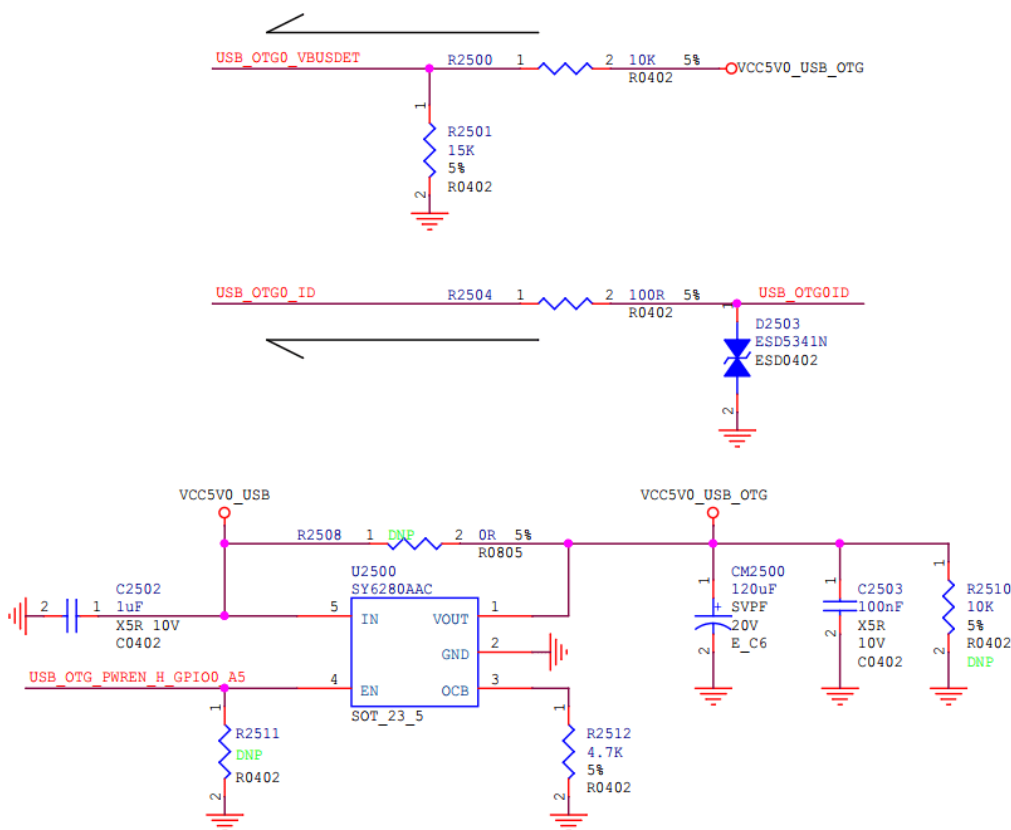 USB_OTG0_VBUSDET
R2500 1 2 10K 5%
R0402
VCC5V0_USB_OTG
1
R2501
15K
5%
R0402
2
USB_OTG0_ID
R2504 1 2 100R 5%
R0402
USB_OTG0ID
1
D2503
ESD5341N
ESD0402
2
VCC5V0_USB
VCC5V0_USB_OTG
R2508 1 DNP 2 0R 5%
R0805
C2502
2 1 1uF
X5R 10V
C0402
U2500
SY6280AAC
5 IN VOUT 1
GND 2
4 EN OCB 3
SOT_23_5
USB_OTG_PWREN_H_GPIO0_A5
1
R2511
DNP
R0402
2
1
R2512
4.7K
5%
R0402
2
1
CM2500
120uF
+ SVPF
20V
E_C6
2
1
C2503
100nF
X5R
10V
C0402
2
1
R2510
10K
5%
R0402
DNP
2